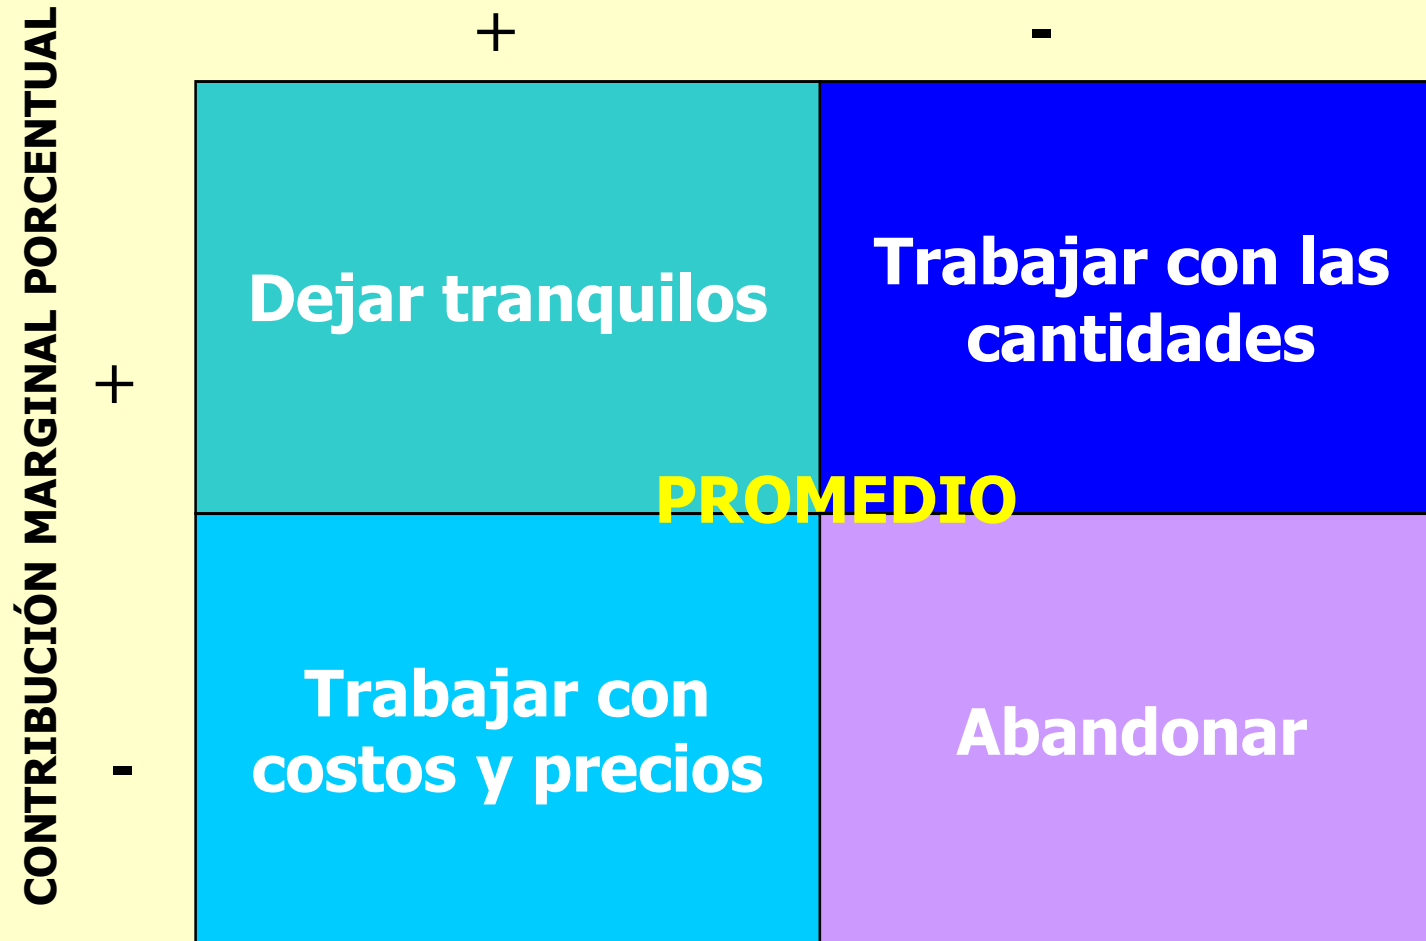 CONTRIBUCIÓN MARGINAL PORCENTUAL
+
-
+
-
Dejar tranquilos
Trabajar con las
cantidades
PROMEDIO
Trabajar con
costos y precios
Abandonar